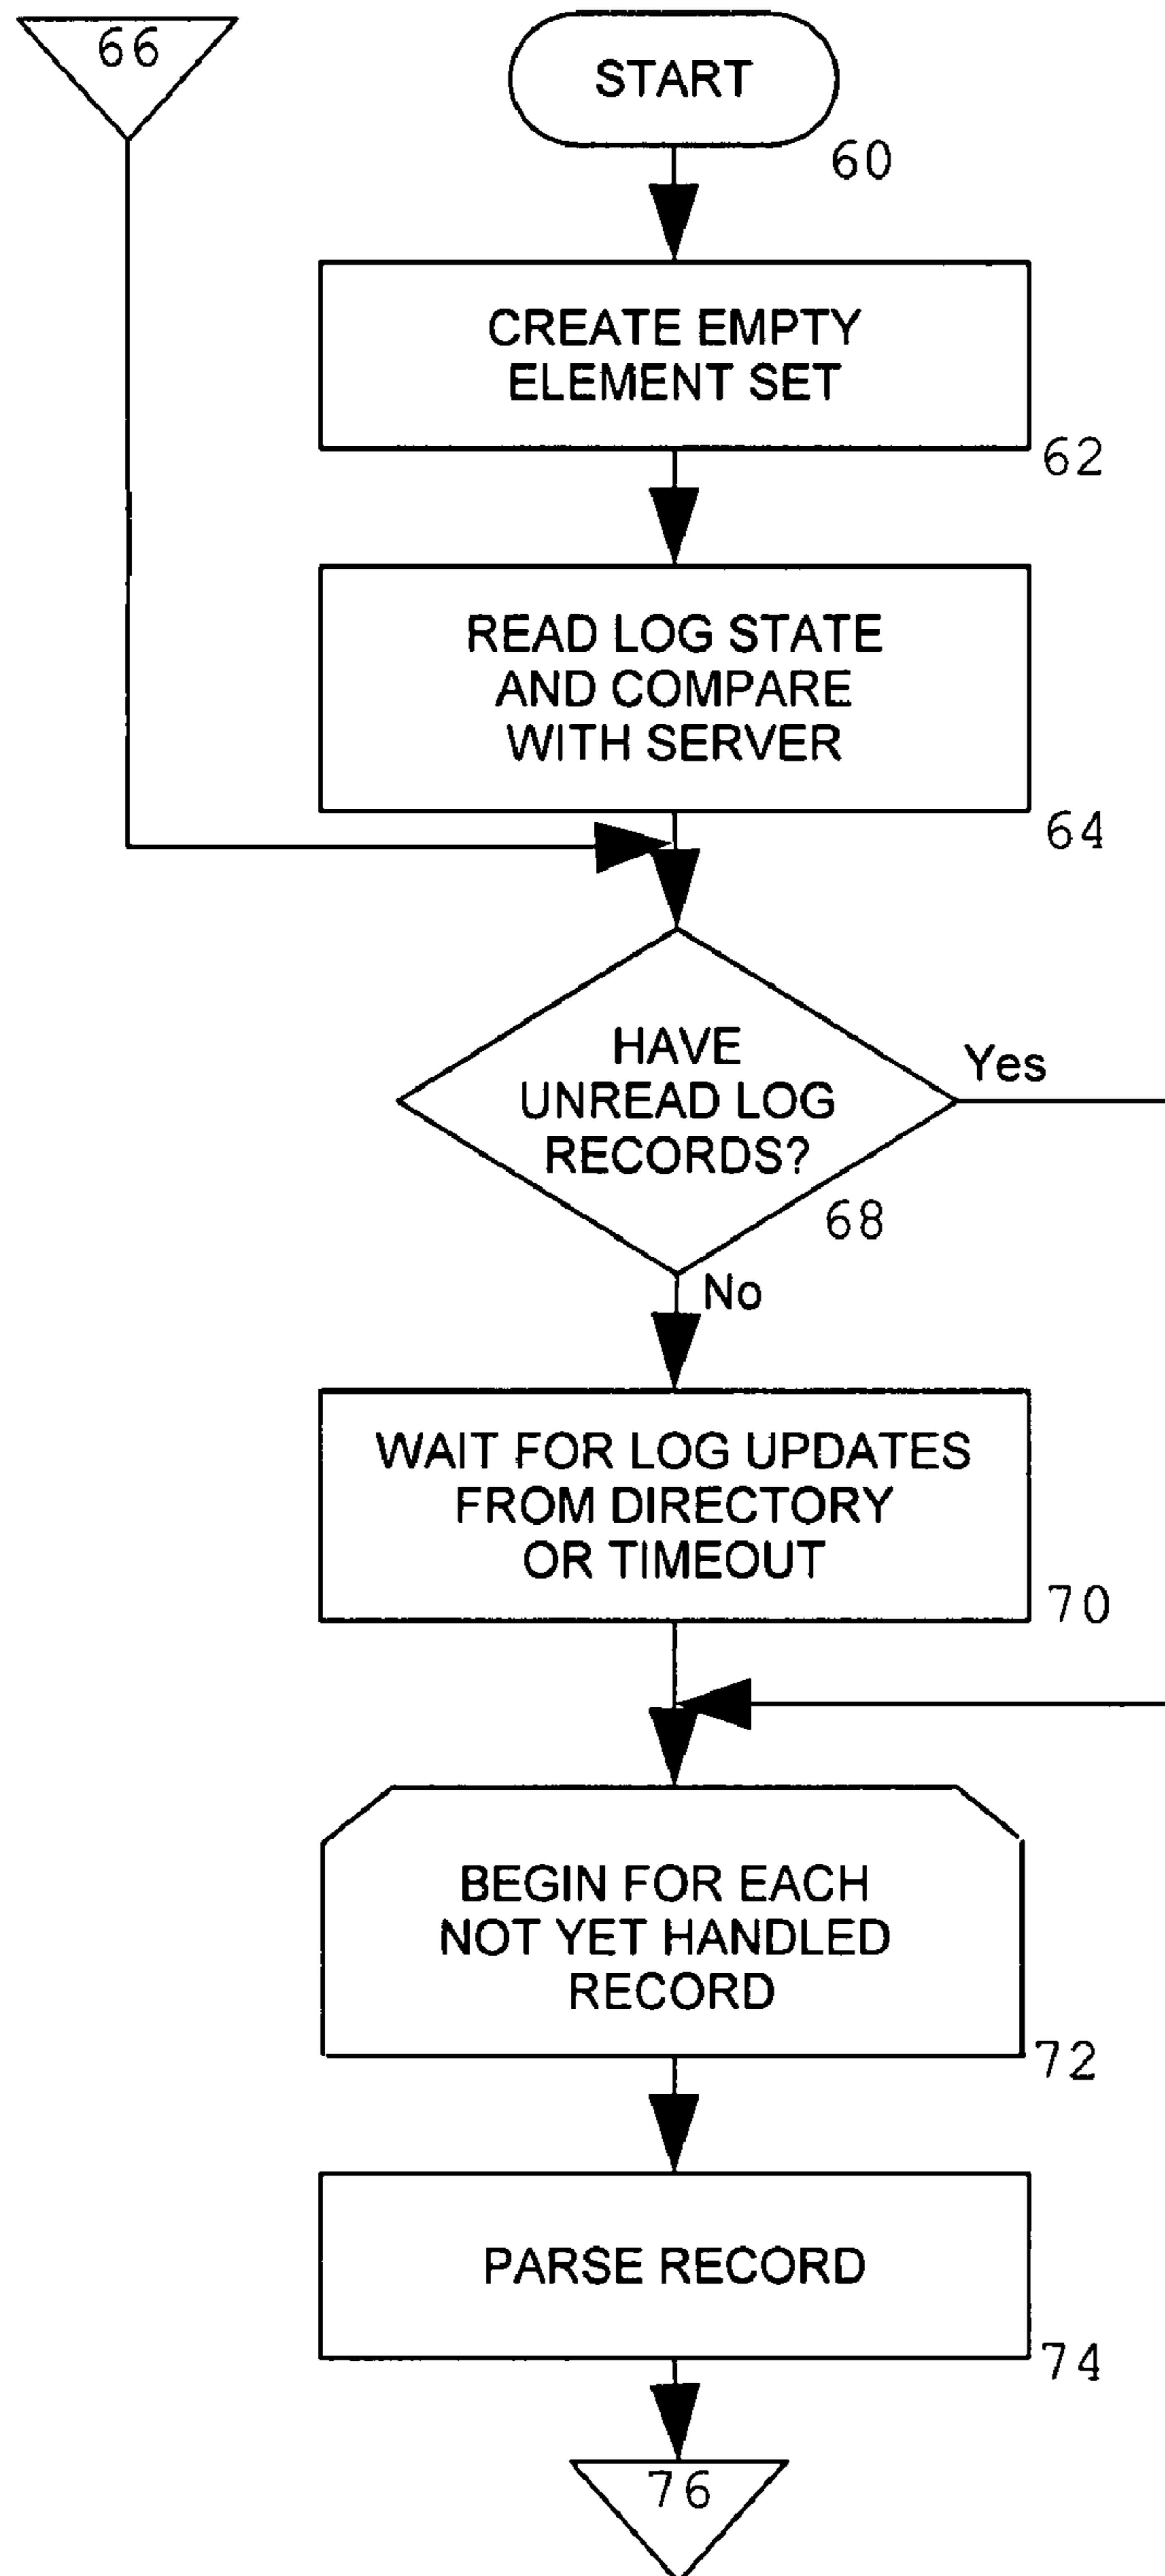 66
START
60
CREATE EMPTY
ELEMENT SET
62
READ LOG STATE
AND COMPARE
WITH SERVER
64
HAVE
UNREAD LOG
RECORDS?
Yes
68
No
WAIT FOR LOG UPDATES
FROM DIRECTORY
OR TIMEOUT
70
BEGIN FOR EACH
NOT YET HANDLED
RECORD
72
PARSE RECORD
74
76